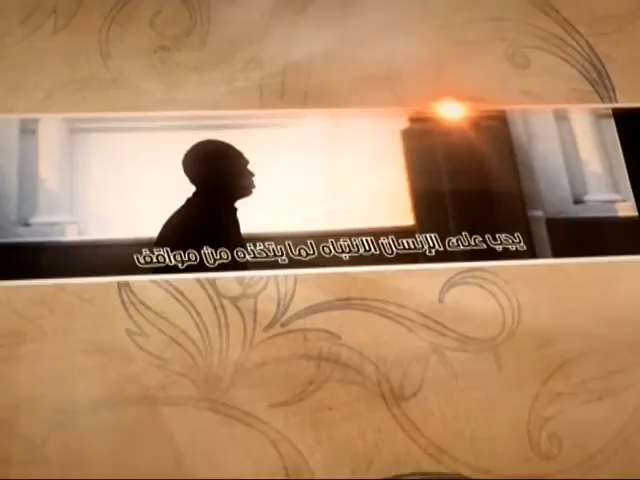 يجب على الإنسان الانتباه لما يتخذه من مواقف